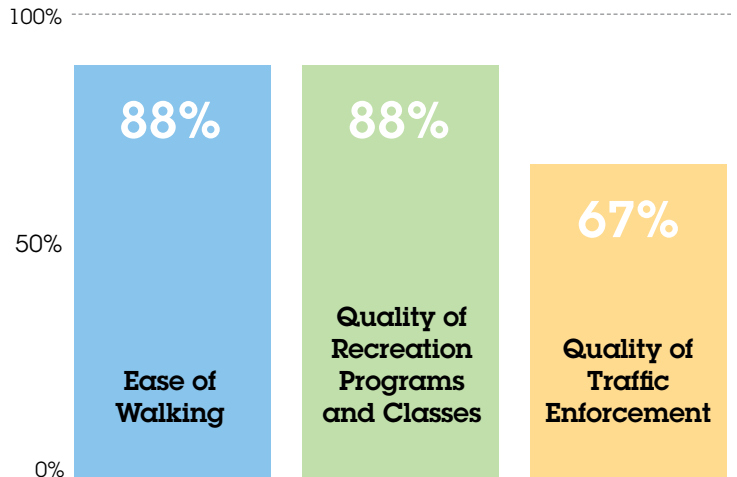 100%
88%
88%
67%
50%
Quality of
Recreation
Programs
and Classes
Quality of
Traffic
Enforcement
Ease of
Walking
0%